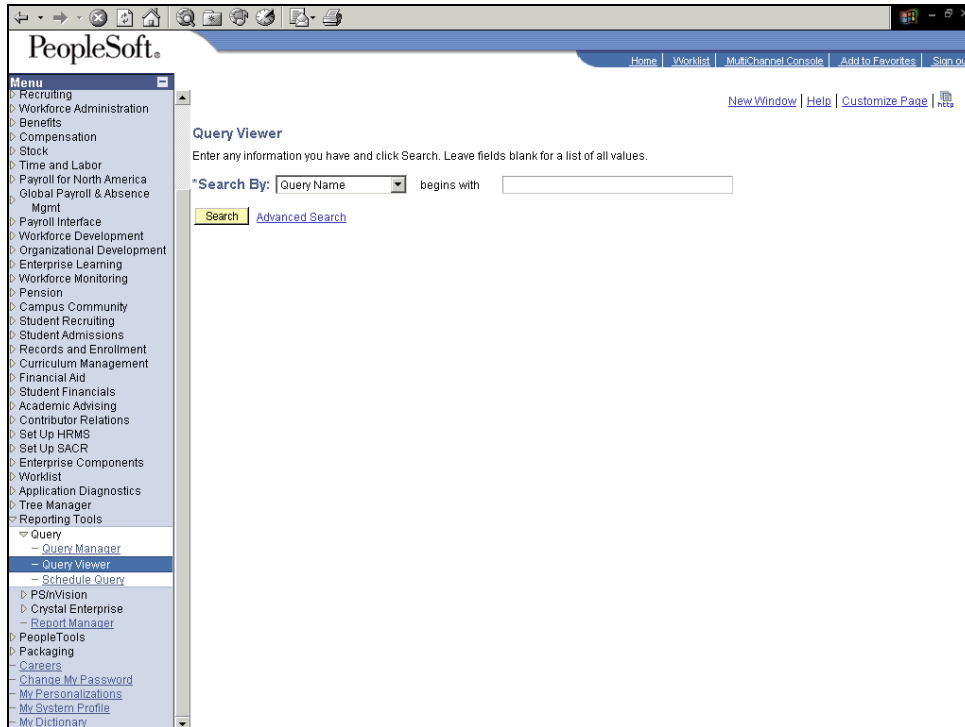 PeopleSoft.
Home | Worklist | MultiChannel Console | Add to Favorites | Sign ou
Menu
Recruiting
Workforce Administration
Benefits
Compensation
Stock
Time and Labor
Payroll for North America
Global Payroll & Absence
Mgmt
Payroll Interface
Workforce Development
Organizational Development
Enterprise Learning
Workforce Monitoring
Pension
Campus Community
Student Recruiting
Student Admissions
Records and Enrollment
Curriculum Management
Financial Aid
Student Financials
Academic Advising
Contributor Relations
Set Up HRMS
Set Up SACR
Enterprise Components
Worklist
Application Diagnostics
Tree Manager
Reporting Tools
Query
– Query Manager
– Query Viewer
– Schedule Query
PS/nVision
Crystal Enterprise
– Report Manager
PeopleTools
Packaging
– Careers
– Change My Password
– My Personalizations
– My System Profile
– My Dictionary
New Window | Help | Customize Page | http
Query Viewer
Enter any information you have and click Search. Leave fields blank for a list of all values.
*Search By: Query Name begins with
Search Advanced Search